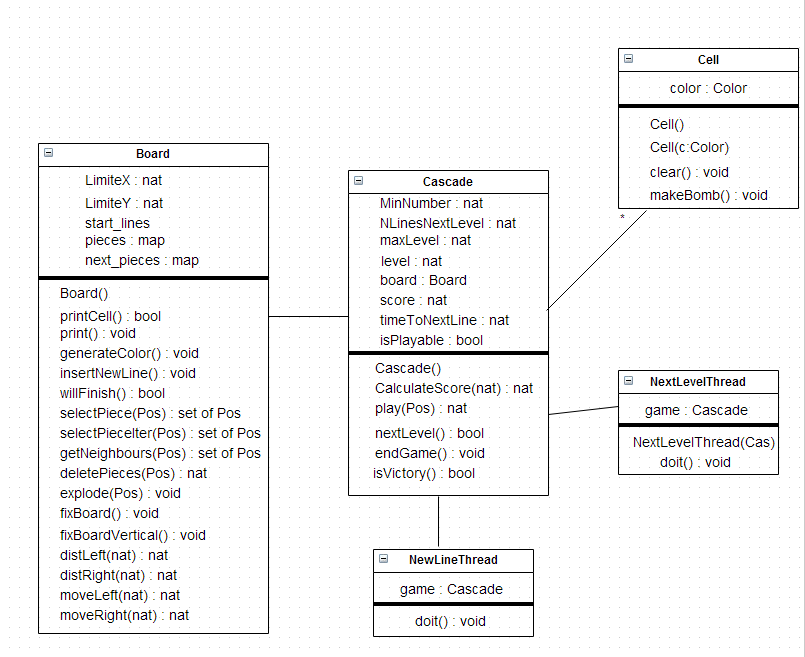 Board
LimiteX : nat
LimiteY : nat
start_lines
pieces : map
next_pieces : map
Board()
printCell() : bool
print() : void
generateColor() : void
insertNewLine() : void
willFinish() : bool
selectPiece(Pos) : set of Pos
selectPieceIter(Pos) : set of Pos
getNeighbours(Pos) : set of Pos
deletePieces(Pos) : nat
explode(Pos) : void
fixBoard() : void
fixBoardVertical() : void
distLeft(nat) : nat
distRight(nat) : nat
moveLeft(nat) : nat
moveRight(nat) : nat
Cascade
MinNumber : nat
NLinesNextLevel : nat
maxLevel : nat
level : nat
board : Board
score : nat
timeToNextLine : nat
isPlayable : bool
Cascade()
CalculateScore(nat) : nat
play(Pos) : nat
nextLevel() : bool
endGame() : void
isVictory() : bool
Cell
color : Color
Cell()
Cell(c:Color)
clear() : void
makeBomb() : void
*
NextLevelThread
game : Cascade
NextLevelThread(Cas)
doit() : void
NewLineThread
game : Cascade
doit() : void